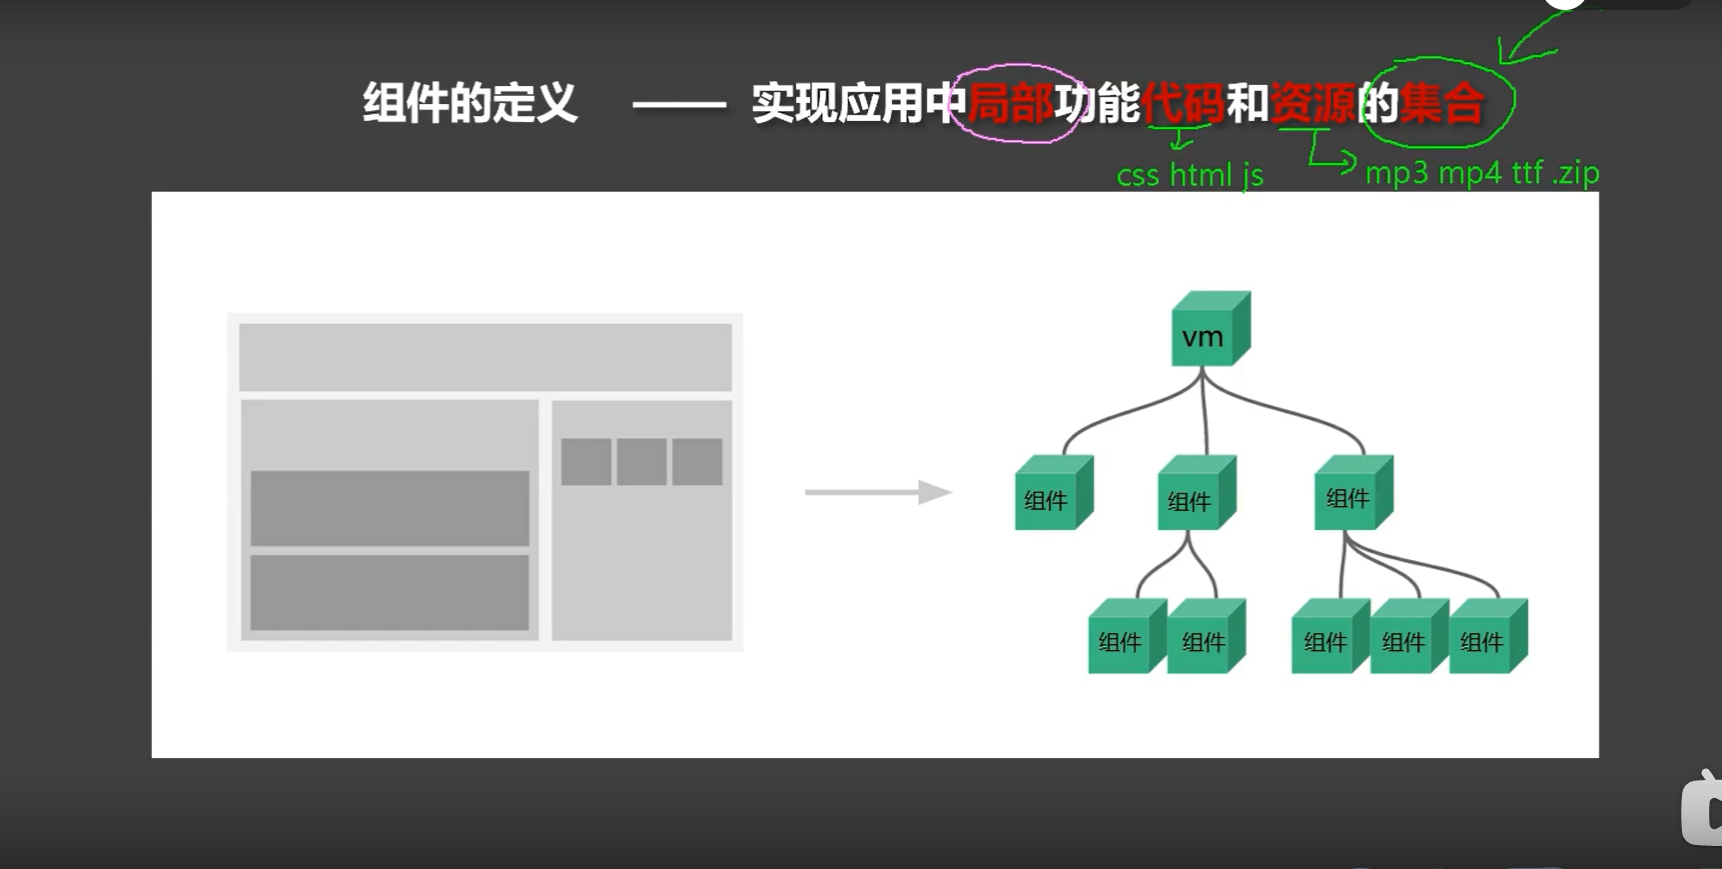 组件的定义 —— 实现应用中局部功能代码和资源的集合
css html js
mp3 mp4 ttf .zip
vm
组件 组件 组件
组件 组件 组件 组件 组件